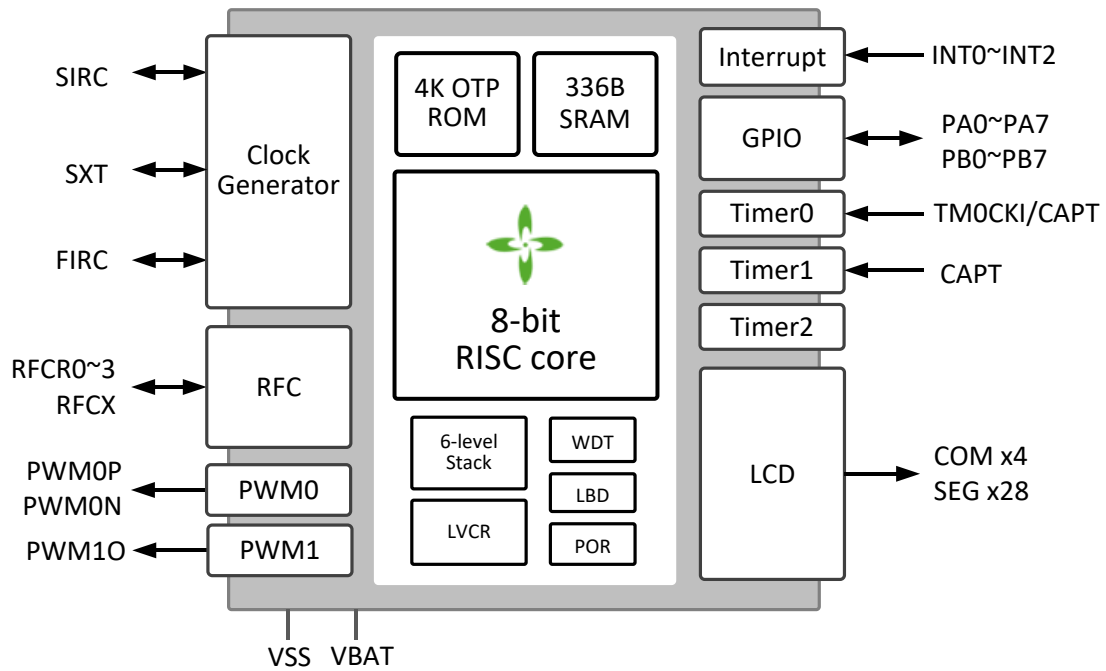 SIRC
SXT
FIRC
RFCR0~3
RFCX
PWM0P
PWM0N
PWM1O
Clock
Generator
RFC
PWM0
PWM1
4K OTP
ROM
336B
SRAM
8-bit
RISC core
6-level
Stack
LVCR
WDT
LBD
POR
Interrupt
GPIO
Timer0
Timer1
Timer2
LCD
INT0~INT2
PA0~PA7
PB0~PB7
TM0CKI/CAPT
CAPT
COM x4
SEG x28
VSS VBAT